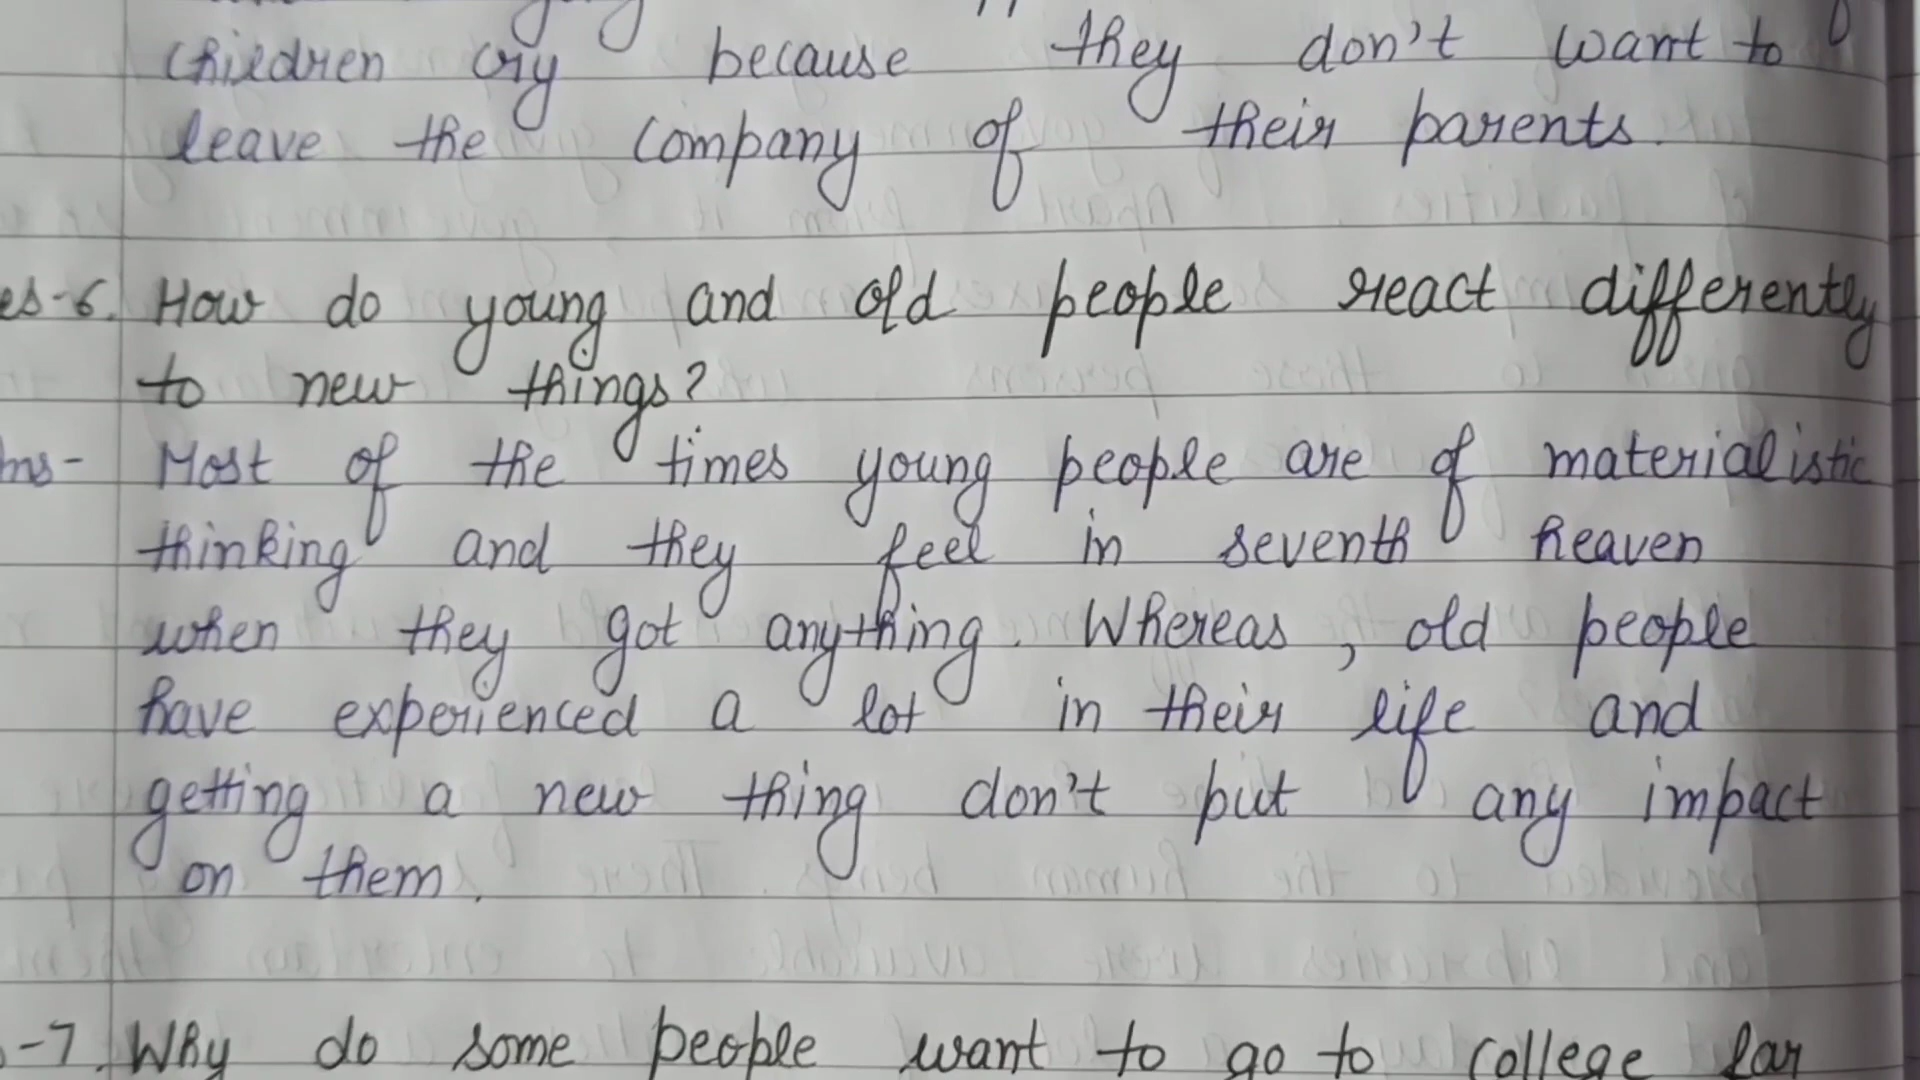 children cry because they don't want to
leave the company of their parents.
es-6. How do young and old people react differently
to new things?
Ans- Most of the times young people are of materialistic
thinking and they feel in seventh heaven
when they got anything. Whereas, old people
have experienced a lot in their life and
getting a new thing don't put any impact
on them.
-7 Why do some people want to go to college far